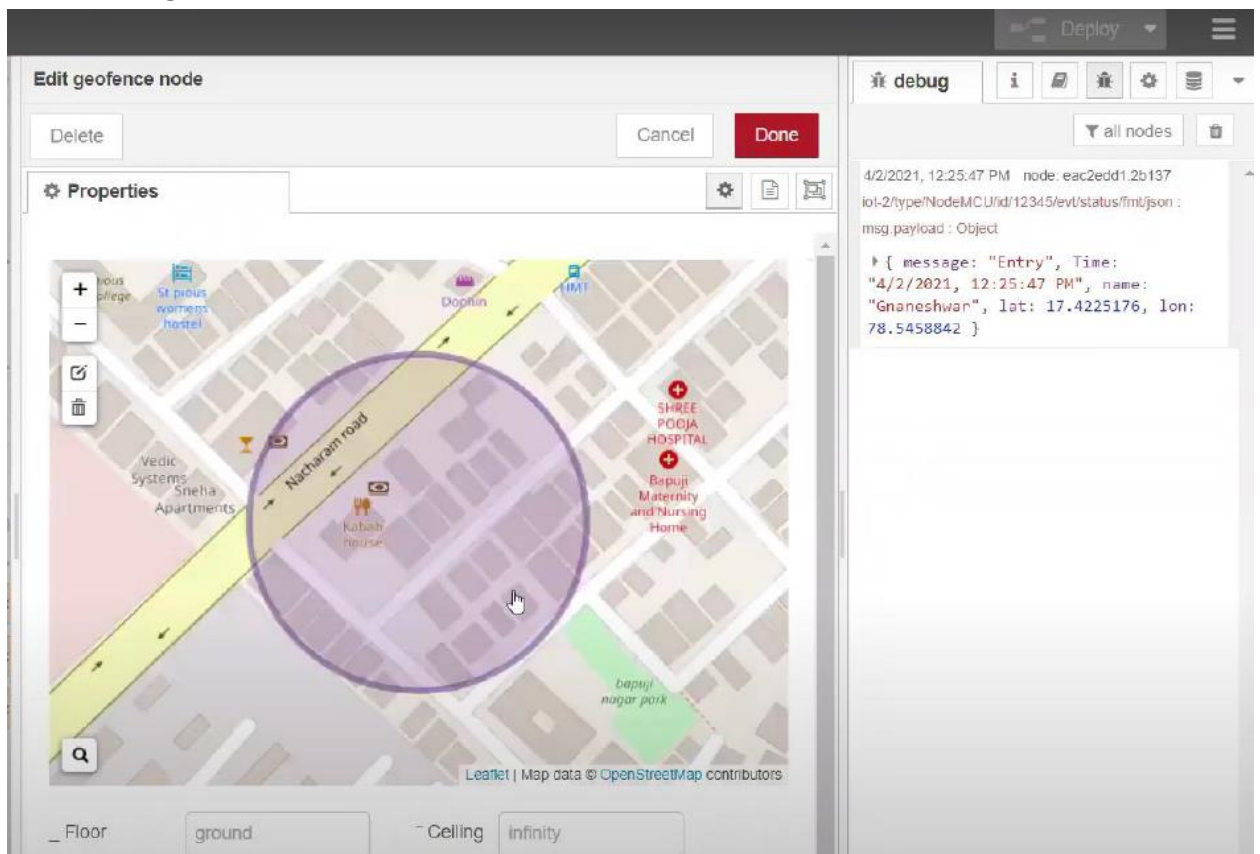 Deploy
Edit geofence node
Delete
Cancel
Done
Properties
+
−
St pious
womens
hostel
Dophin
HMT
SHREE
POOJA
HOSPITAL
Nacharam road
Vedic
Systems
Sneha
Apartments
Kabab
house
Bapuji
Maternity
and Nursing
Home
bapuji
nagar park
Leaflet | Map data © OpenStreetMap contributors
_ Floor
ground
¯ Ceiling
infinity
debug
i
all nodes
4/2/2021, 12:25:47 PM node: eac2edd1.2b137
iot-2/type/NodeMCU/id/12345/evt/status/fmt/json :
msg.payload : Object
{ message: "Entry", Time:
"4/2/2021, 12:25:47 PM", name:
"Gnaneshwar", lat: 17.4225176, lon:
78.5458842 }